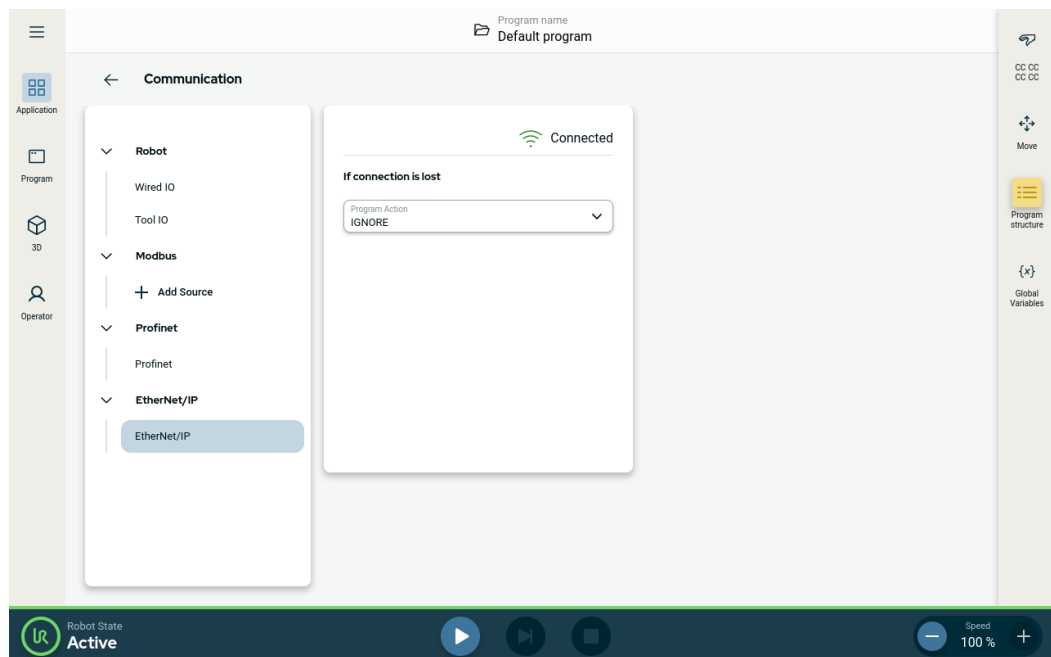 Program name
Default program
Communication
Application
Program
3D
Operator
Robot
Wired IO
Tool IO
Modbus
Add Source
Profinet
Profinet
EtherNet/IP
EtherNet/IP
Connected
If connection is lost
Program Action
IGNORE
CC CC
CC CC
Move
Program
structure
{x}
Global
Variables
Robot State
Active
Speed
100 %